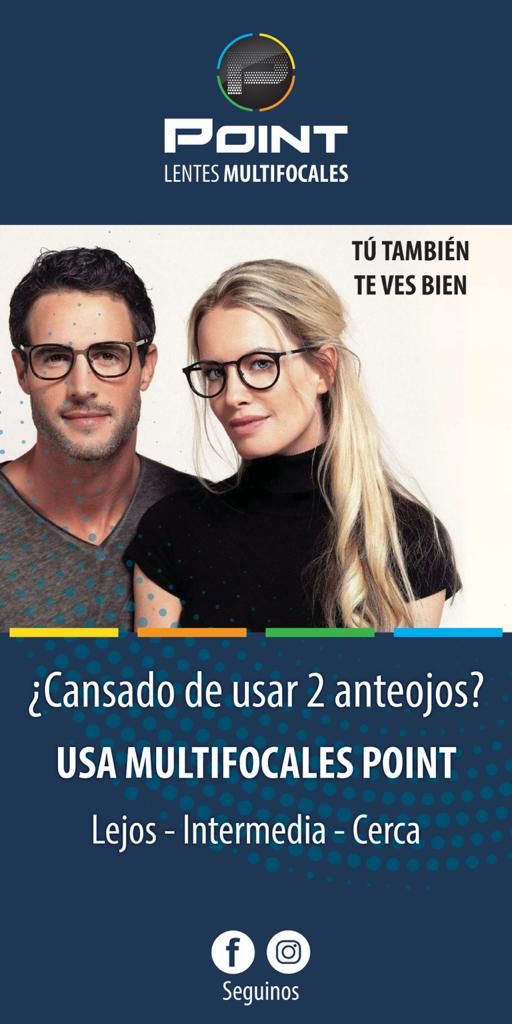 POINT
LENTES MULTIFOCALES
TÚ TAMBIÉN
TE VES BIEN
¿Cansado de usar 2 anteojos?
USA MULTIFOCALES POINT
Lejos - Intermedia - Cerca
Seguinos